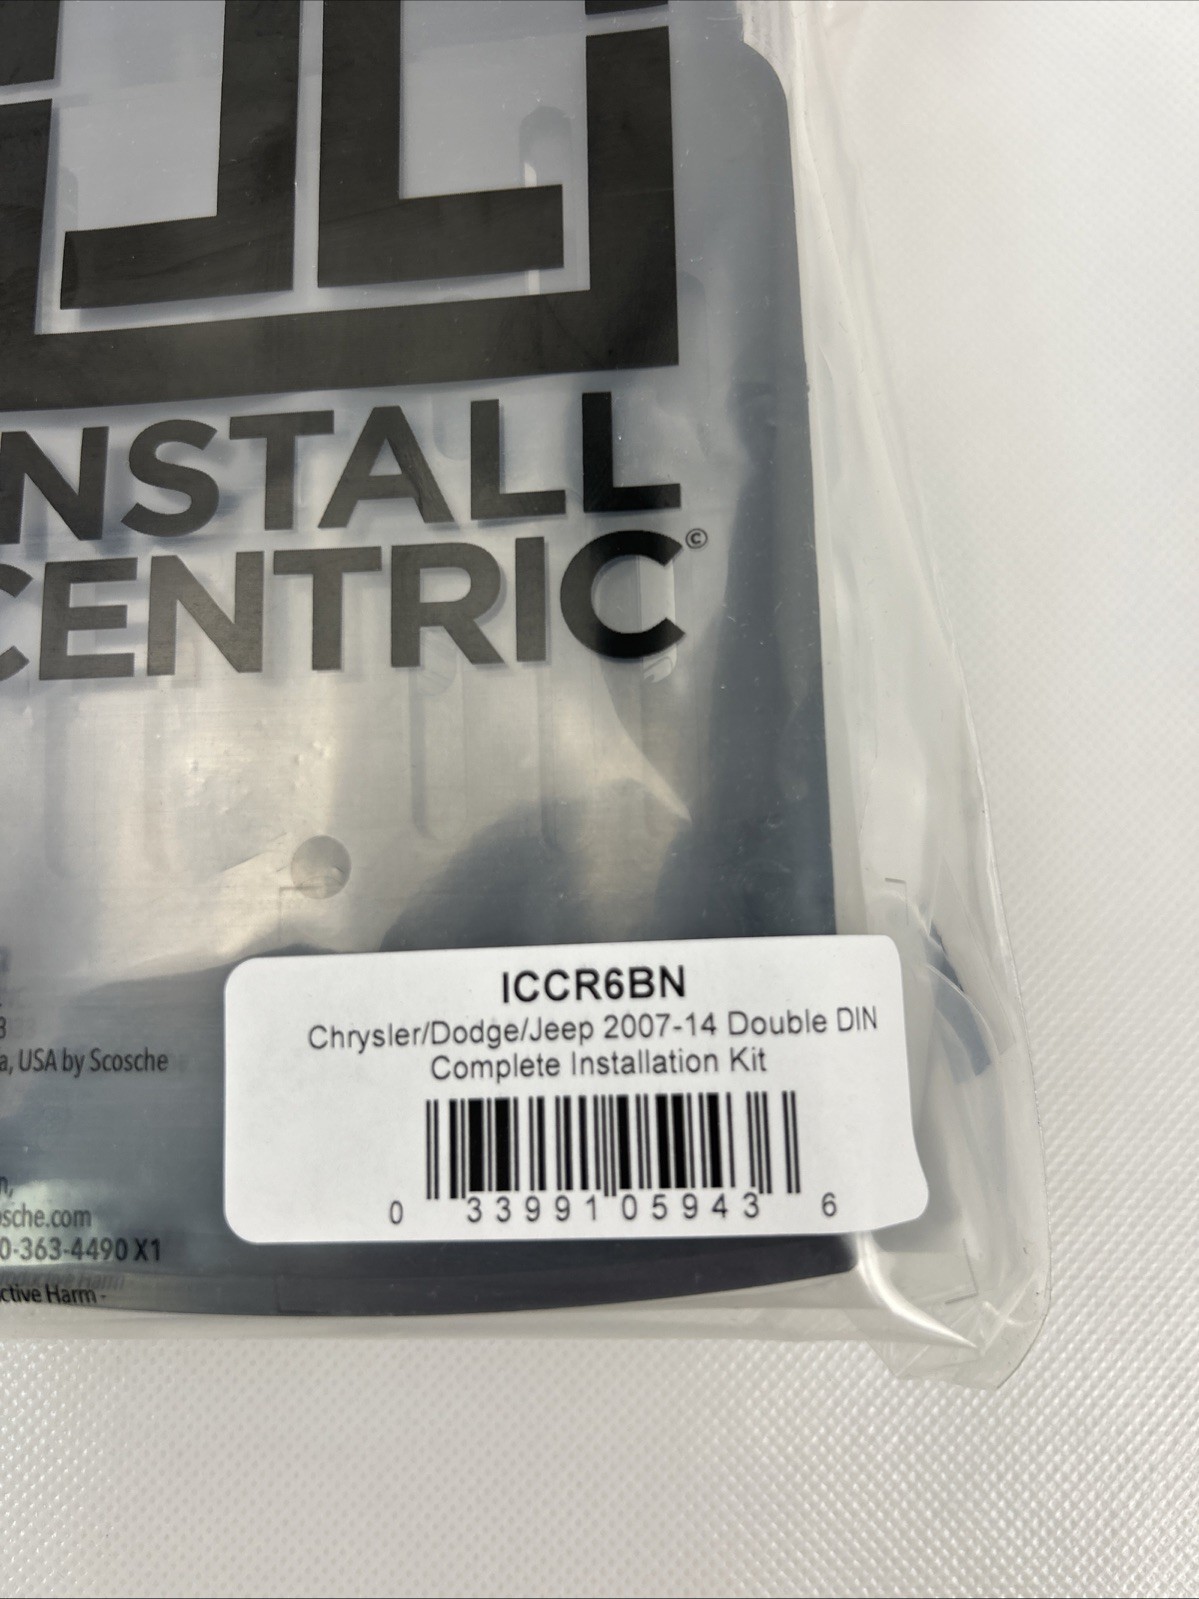 NSTALL
CENTRIC©
a, USA by Scosche
sche.com
0-363-4490 X1
ctive Harm -
ICCR6BN
Chrysler/Dodge/Jeep 2007-14 Double DIN
Complete Installation Kit
0 33991 05943 6